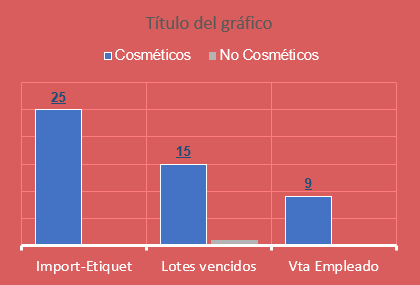 Título del gráfico
Cosméticos No Cosméticos
25
15
9
Import-Etiquet Lotes vencidos Vta Empleado